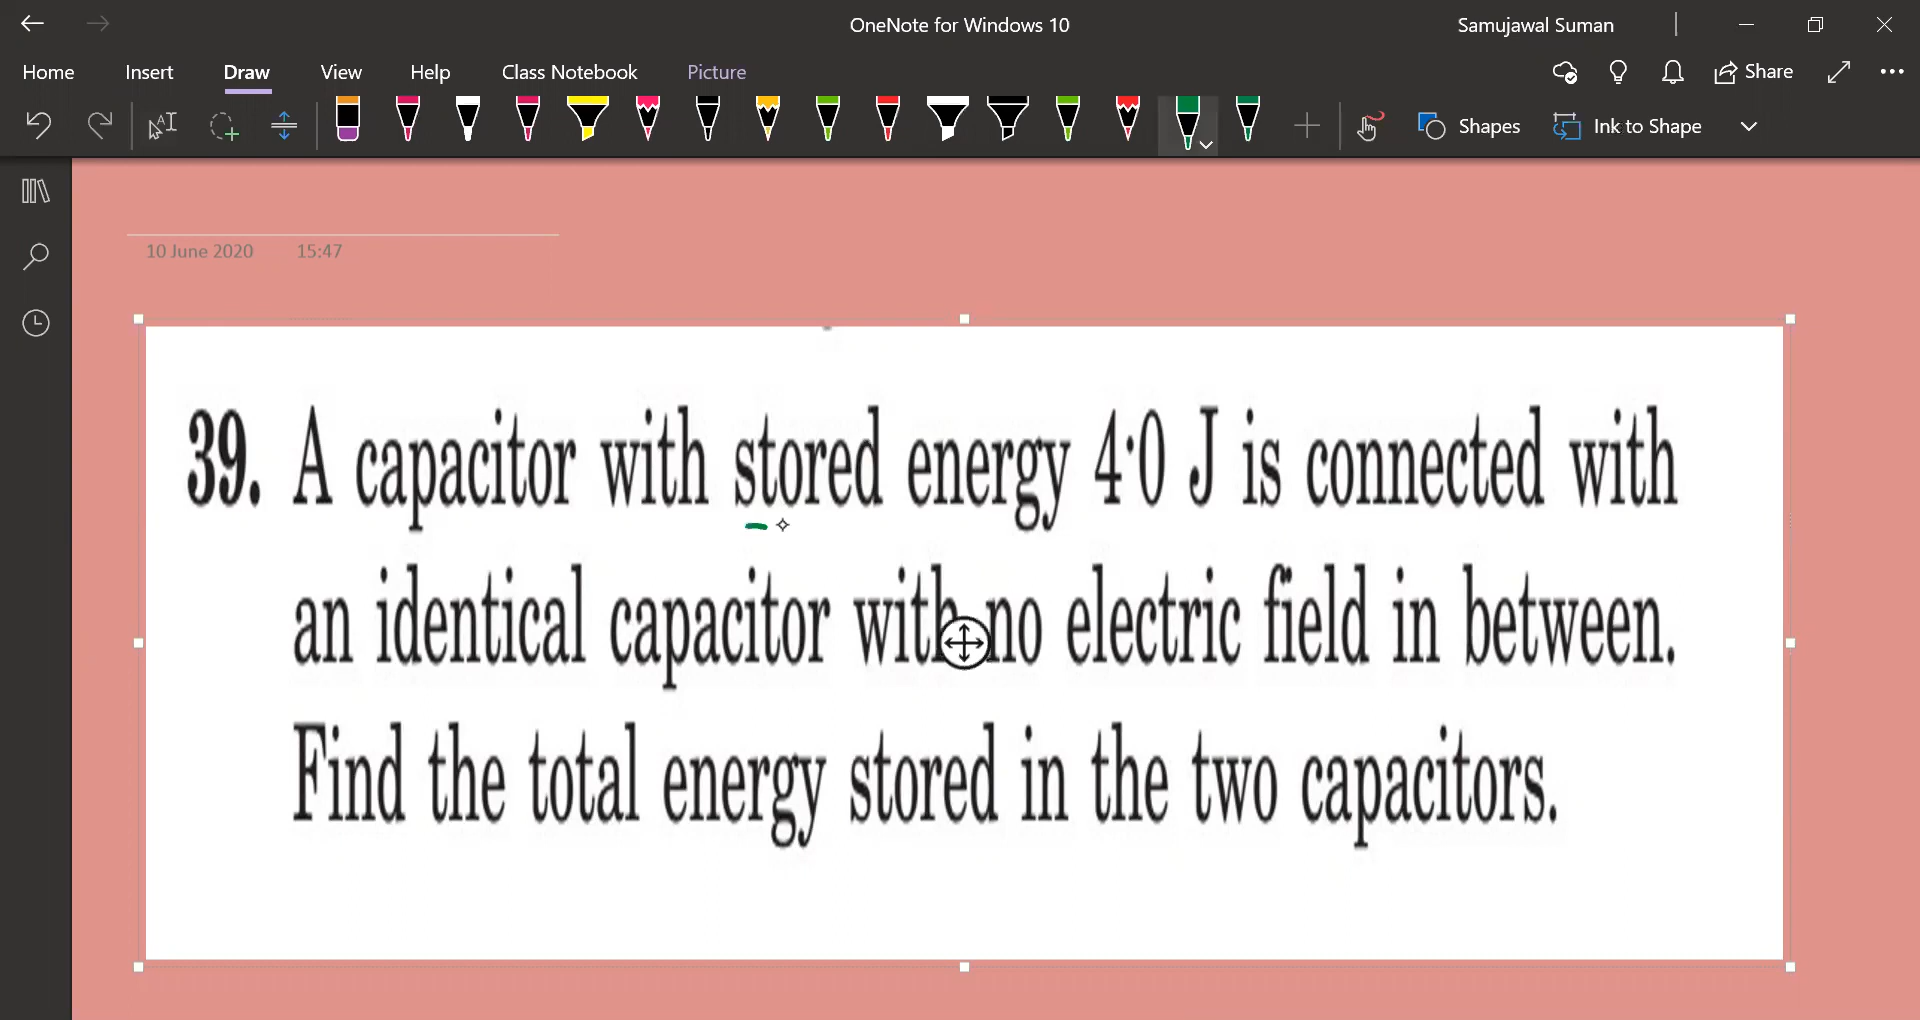 OneNote for Windows 10
Samujawal Suman
Home Insert Draw View Help Class Notebook Picture
Share
Shapes Ink to Shape
10 June 2020 15:47
39. A capacitor with stored energy 4·0 J is connected with
an identical capacitor with no electric field in between.
Find the total energy stored in the two capacitors.